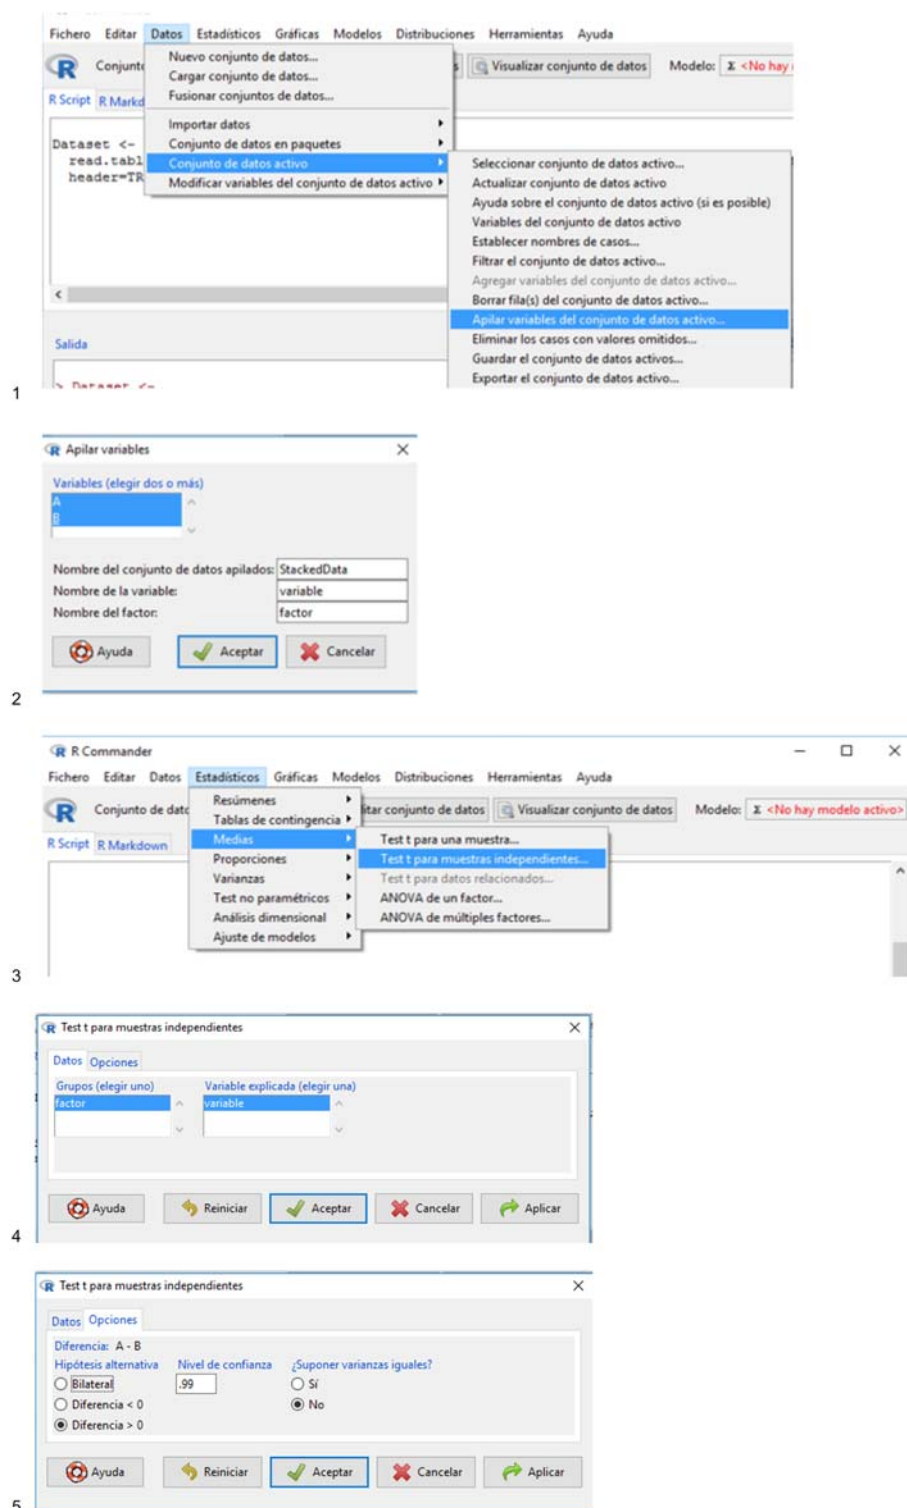 Fichero Editar Datos Estadísticos Gráficas Modelos Distribuciones Herramientas Ayuda
R Conjunto
Nuevo conjunto de datos...
s Visualizar conjunto de datos Modelo: Σ <No hay
Cargar conjunto de datos...
R Script R Markd
Fusionar conjuntos de datos...
Importar datos
Dataset <-
Conjunto de datos en paquetes
read.tabl
Conjunto de datos activo
Seleccionar conjunto de datos activo...
header=TR
Modificar variables del conjunto de datos activo
Actualizar conjunto de datos activo
Ayuda sobre el conjunto de datos activo (si es posible)
Variables del conjunto de datos activo
Establecer nombres de casos...
Filtrar el conjunto de datos activo...
Agregar variables del conjunto de datos activo...
Borrar fila(s) del conjunto de datos activo...
Apilar variables del conjunto de datos activo...
Salida
Eliminar los casos con valores omitidos...
Guardar el conjunto de datos activos...
> Dataset <-
Exportar el conjunto de datos activo...
1
R Apilar variables
Variables (elegir dos o más)
A
B
Nombre del conjunto de datos apilados: StackedData
Nombre de la variable: variable
Nombre del factor: factor
Ayuda Aceptar Cancelar
2
R R Commander
Fichero Editar Datos Estadísticos Gráficas Modelos Distribuciones Herramientas Ayuda
R Conjunto de dato
Resúmenes
itar conjunto de datos Visualizar conjunto de datos Modelo: Σ <No hay modelo activo>
Tablas de contingencia
R Script R Markdown
Medias
Test t para una muestra...
Proporciones
Test t para muestras independientes...
Varianzas
Test t para datos relacionados...
Test no paramétricos
ANOVA de un factor...
Análisis dimensional
ANOVA de múltiples factores...
Ajuste de modelos
3
R Test t para muestras independientes
Datos Opciones
Grupos (elegir uno) Variable explicada (elegir una)
factor variable
Ayuda Reiniciar Aceptar Cancelar Aplicar
4
R Test t para muestras independientes
Datos Opciones
Diferencia: A - B
Hipótesis alternativa Nivel de confianza ¿Suponer varianzas iguales?
Bilateral .99 Sí
Diferencia < 0 No
Diferencia > 0
Ayuda Reiniciar Aceptar Cancelar Aplicar
5